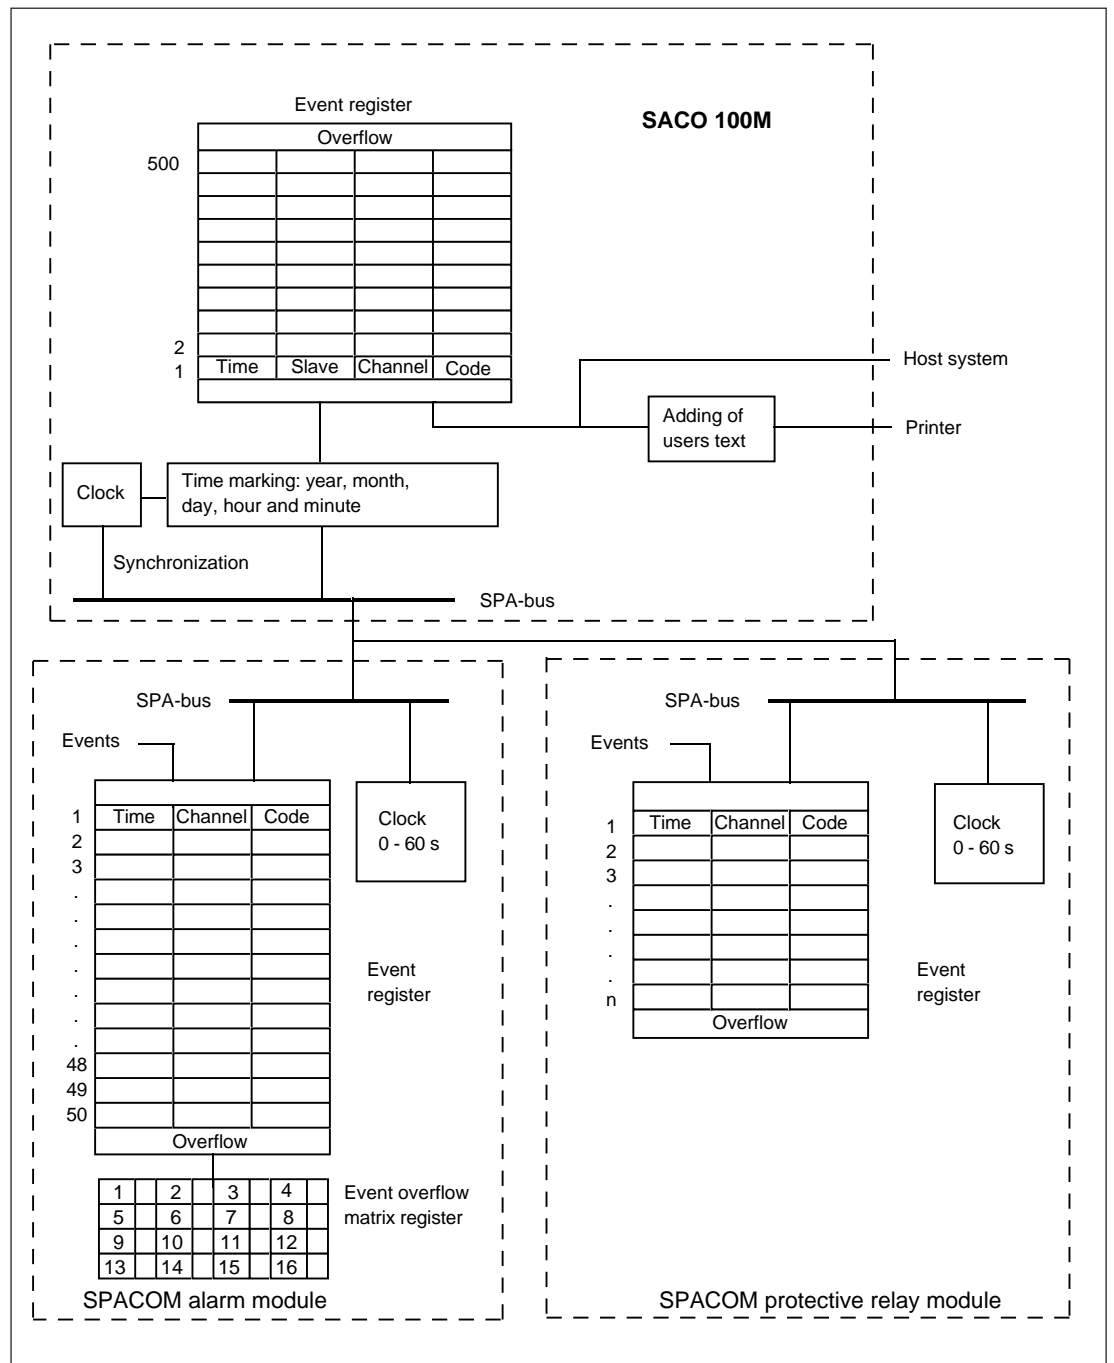 Event register
SACO 100M
Overflow
500
2
1
Time Slave Channel Code
Host system
Adding of
users text
Printer
Clock
Time marking: year, month,
day, hour and minute
Synchronization
SPA-bus
SPA-bus
Events
1
Time Channel Code
2
3
.
.
.
.
.
.
.
48
49
50
Overflow
Clock
0 - 60 s
Event
register
1 2 3 4
5 6 7 8
9 10 11 12
13 14 15 16
Event overflow
matrix register
SPACOM alarm module
SPA-bus
Events
1
Time Channel Code
2
3
.
.
.
.
n
Overflow
Clock
0 - 60 s
Event
register
SPACOM protective relay module